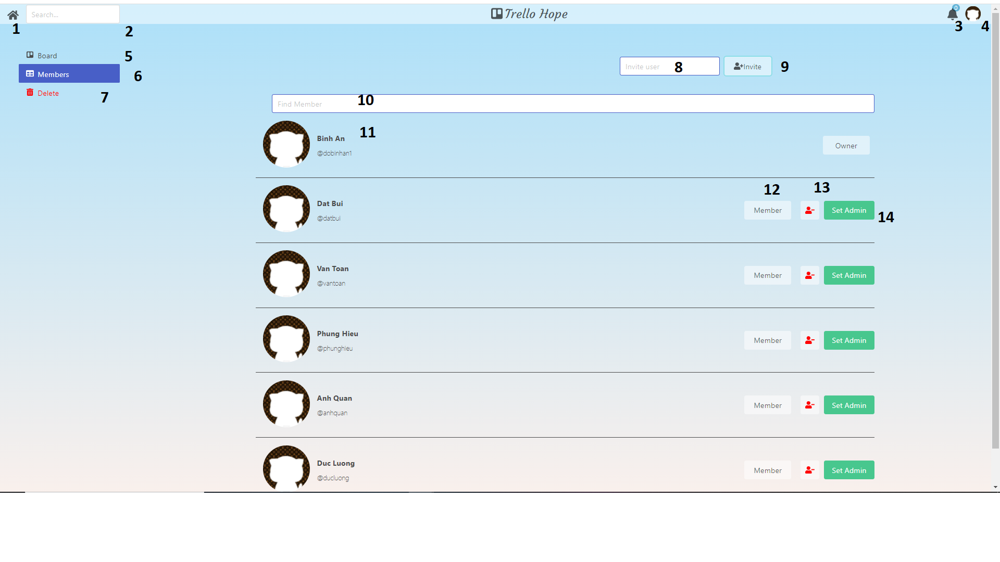 Search...
Trello Hope
0
1
2
3
4
Board
5
Members
6
Delete
7
Invite user
8
Invite
9
Find Member
10
Binh An
11
@dobinhan1
Owner
Dat Bui
@datbui
12
13
Member
Set Admin
14
Van Toan
@vantoan
Member
Set Admin
Phung Hieu
@phunghieu
Member
Set Admin
Anh Quan
@anhquan
Member
Set Admin
Duc Luong
@ducluong
Member
Set Admin